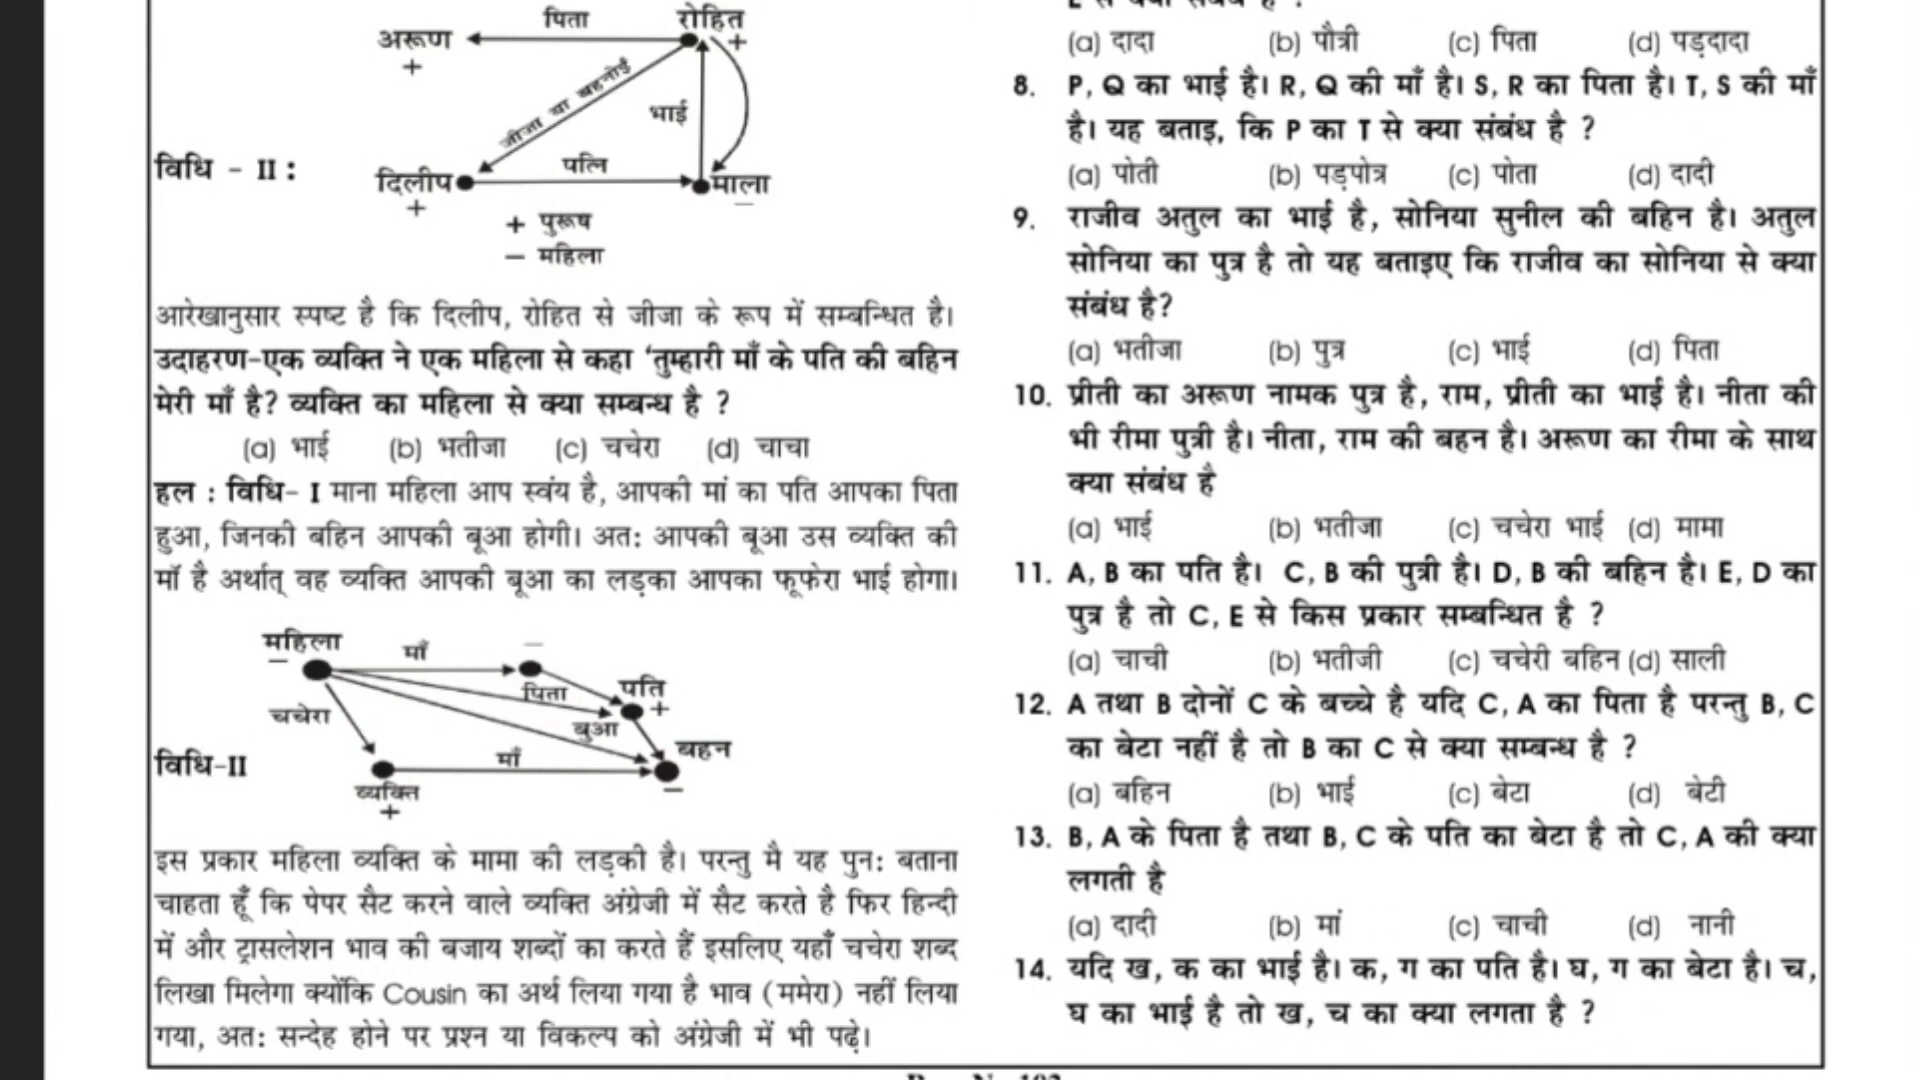 पिता
रोहित
अरूण
+
+
जीजा या बहनोई
भाई
विधि - II :
दिलीप
पत्नि
माला
+
–
+ पुरूष
– महिला
आरेखानुसार स्पष्ट है कि दिलीप, रोहित से जीजा के रूप में सम्बन्धित है।
उदाहरण-एक व्यक्ति ने एक महिला से कहा ‘तुम्हारी माँ के पति की बहिन
मेरी माँ है? व्यक्ति का महिला से क्या सम्बन्ध है ?
(a) भाई (b) भतीजा (c) चचेरा (d) चाचा
हल : विधि- I माना महिला आप स्वंय है, आपकी मां का पति आपका पिता
हुआ, जिनकी बहिन आपकी बूआ होगी। अत: आपकी बूआ उस व्यक्ति की
मॉ है अर्थात् वह व्यक्ति आपकी बूआ का लड़का आपका फूफेरा भाई होगा।
महिला
–
माँ
–
पिता
पति
+
चचेरा
बुआ
बहन
विधि-II
माँ
–
व्यक्ति
+
इस प्रकार महिला व्यक्ति के मामा की लड़की है। परन्तु मै यह पुन: बताना
चाहता हूँ कि पेपर सैट करने वाले व्यक्ति अंग्रेजी में सैट करते है फिर हिन्दी
में और ट्रासलेशन भाव की बजाय शब्दों का करते हैं इसलिए यहाँ चचेरा शब्द
लिखा मिलेगा क्योंकि Cousin का अर्थ लिया गया है भाव (ममेरा) नहीं लिया
गया, अत: सन्देह होने पर प्रश्न या विकल्प को अंग्रेजी में भी पढ़े।
(a) दादा (b) पौत्री (c) पिता (d) पड़दादा
8. P, Q का भाई है। R, Q की माँ है। S, R का पिता है। T, S की माँ
है। यह बताइ, कि P का T से क्या संबंध है ?
(a) पोती (b) पड़पोत्र (c) पोता (d) दादी
9. राजीव अतुल का भाई है, सोनिया सुनील की बहिन है। अतुल
सोनिया का पुत्र है तो यह बताइए कि राजीव का सोनिया से क्या
संबंध है?
(a) भतीजा (b) पुत्र (c) भाई (d) पिता
10. प्रीती का अरूण नामक पुत्र है, राम, प्रीती का भाई है। नीता की
भी रीमा पुत्री है। नीता, राम की बहन है। अरूण का रीमा के साथ
क्या संबंध है
(a) भाई (b) भतीजा (c) चचेरा भाई (d) मामा
11. A, B का पति है। C, B की पुत्री है। D, B की बहिन है। E, D का
पुत्र है तो C, E से किस प्रकार सम्बन्धित है ?
(a) चाची (b) भतीजी (c) चचेरी बहिन (d) साली
12. A तथा B दोनों C के बच्चे है यदि C, A का पिता है परन्तु B, C
का बेटा नहीं है तो B का C से क्या सम्बन्ध है ?
(a) बहिन (b) भाई (c) बेटा (d) बेटी
13. B, A के पिता है तथा B, C के पति का बेटा है तो C, A की क्या
लगती है
(a) दादी (b) मां (c) चाची (d) नानी
14. यदि ख, क का भाई है। क, ग का पति है। घ, ग का बेटा है। च,
घ का भाई है तो ख, च का क्या लगता है ?